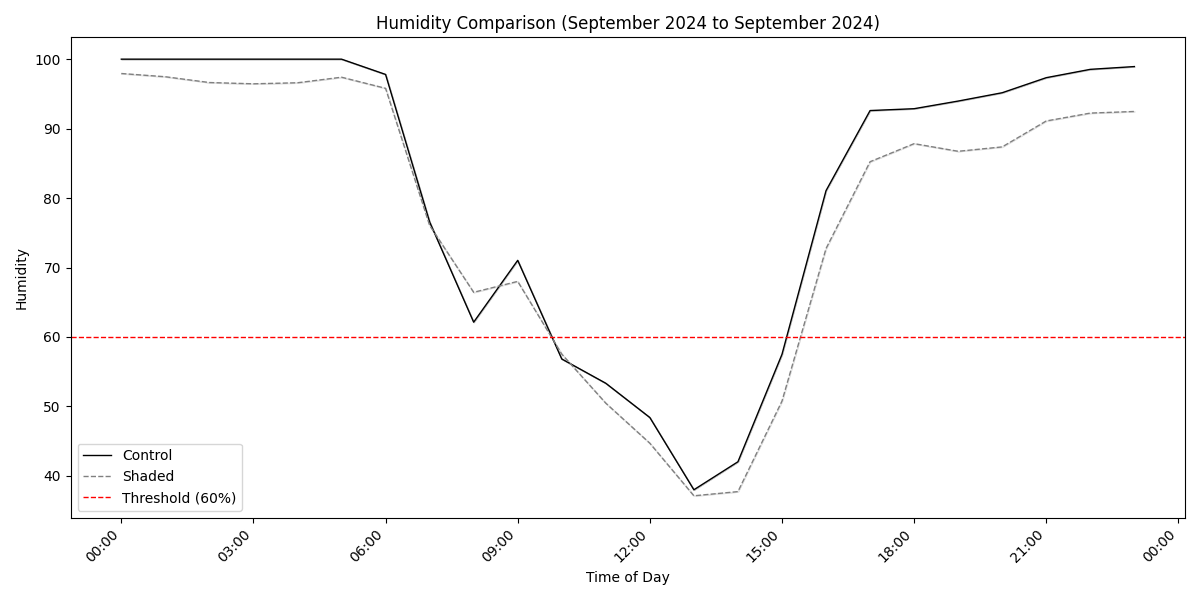 Humidity Comparison (September 2024 to September 2024)
100
90
80
70
60
50
40
Humidity
Control
Shaded
Threshold (60%)
00:00
03:00
06:00
09:00
12:00
15:00
18:00
21:00
00:00
Time of Day